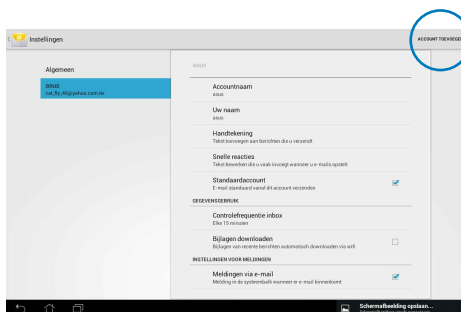 Instellingen
ACCOUNT TOEVOEGEN
Algemeen
asus
asus
cat_fly_46@yahoo.com.tw
Accountnaam
asus
Uw naam
asus
Handtekening
Tekst toevoegen aan berichten die u verzendt
Snelle reacties
Tekst bewerken die u vaak invoegt wanneer u e-mails opstelt
Standaardaccount
E-mail standaard vanaf dit account verzenden
GEGEVENSGEBRUIK
Controlefrequentie inbox
Elke 15 minuten
Bijlagen downloaden
Bijlagen van recente berichten automatisch downloaden via wifi
INSTELLINGEN VOOR MELDINGEN
Meldingen via e-mail
Melding in de systeembalk wanneer er e-mail binnenkomt
Schermafbeelding opslaan...